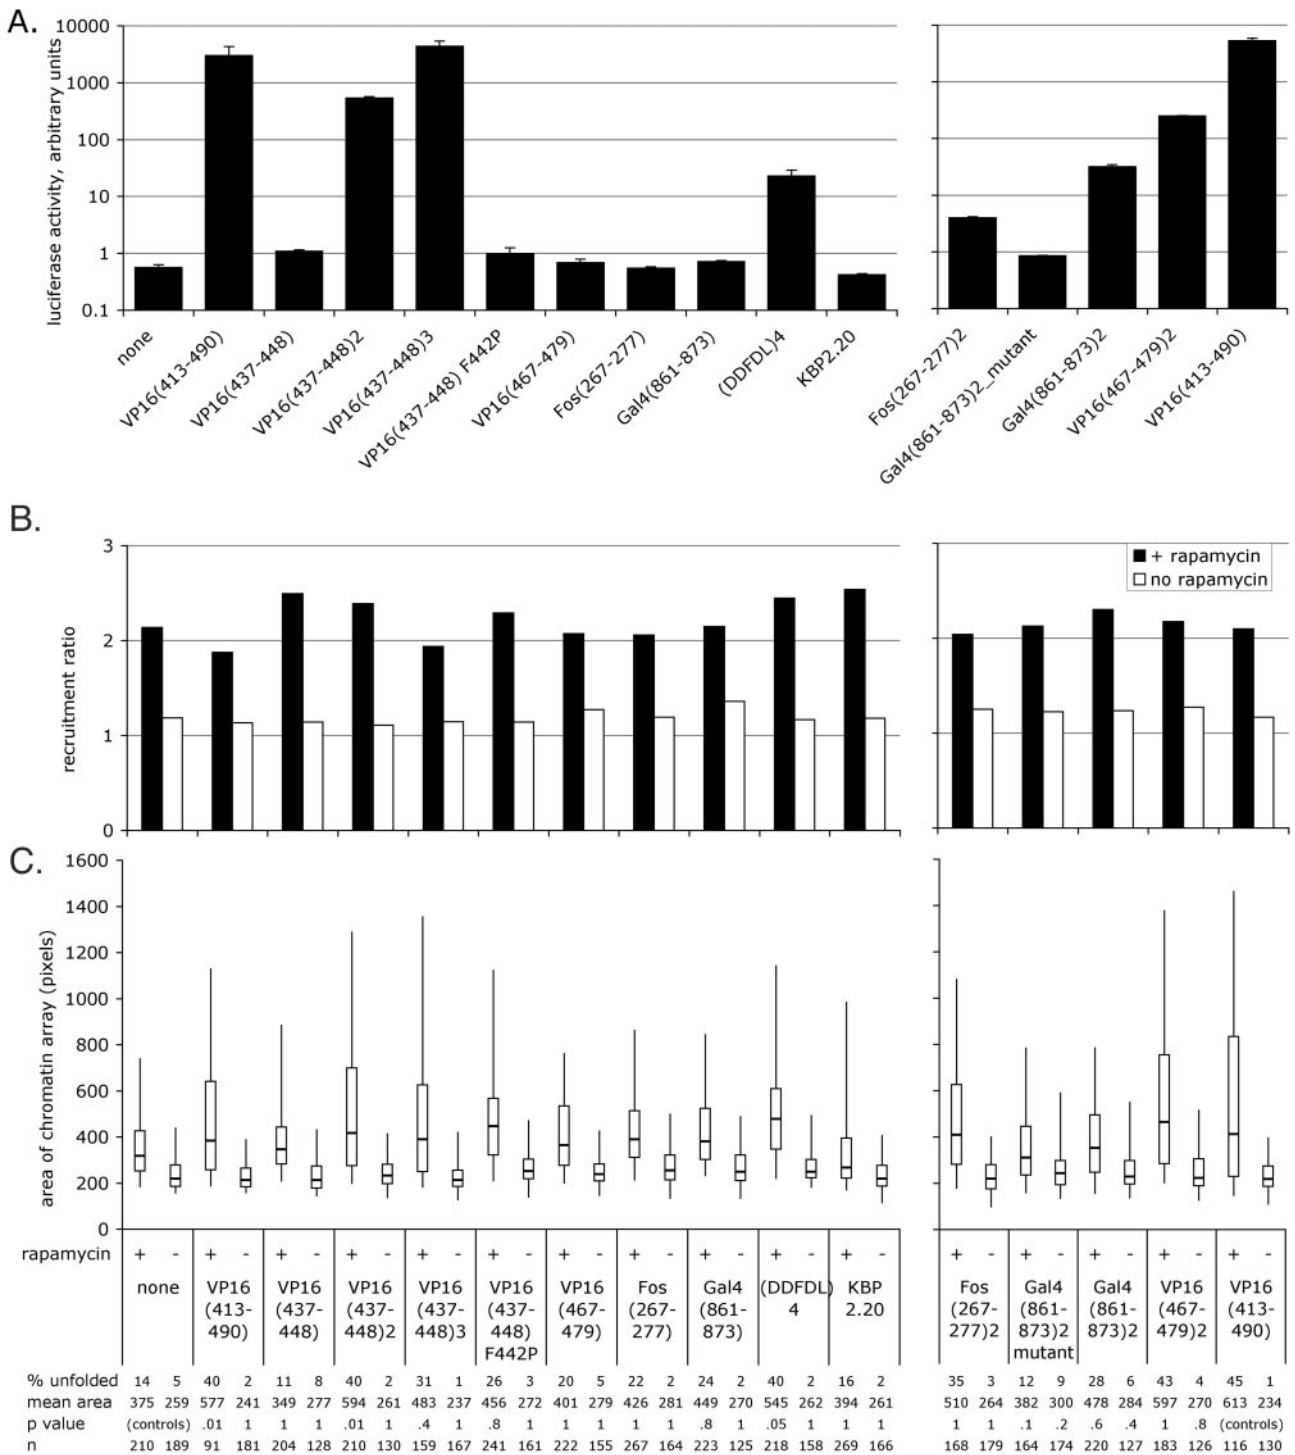 A.
luciferase activity, arbitrary units
10000
1000
100
10
1
0.1
none
VP16(413-490)
VP16(437-448)
VP16(437-448)2
VP16(437-448)3
VP16(437-448) F442P
VP16(467-479)
Fos(267-277)
Gal4(861-873)
(DDFDL)4
KBP2.20
Fos(267-277)2
Gal4(861-873)2_mutant
Gal4(861-873)2
VP16(467-479)2
VP16(413-490)
B.
recruitment ratio
3
2
1
0
+ rapamycin
no rapamycin
C.
area of chromatin array (pixels)
1600
1400
1200
1000
800
600
400
200
0
rapamycin + - + - + - + - + - + - + - + - + - + - + - + - + - + - + - + -
none VP16 VP16 VP16 VP16 VP16 VP16 Fos Gal4 (DDFDL) KBP Fos Gal4 Gal4 VP16 VP16
(413- (437- (437- (437- (437- (467- (267- (861- 4 2.20 (267- (861- (861- (467- (413-
490) 448) 448)2 448)3 448) 479) 277) 873) 277)2 873)2 873)2 479)2 490)
F442P mutant
% unfolded 14 5 40 2 11 8 40 2 31 1 26 3 20 5 22 2 24 2 40 2 16 2 35 3 12 9 28 6 43 4 45 1
mean area 375 259 577 241 349 277 594 261 483 237 456 272 401 279 426 281 449 270 545 262 394 261 510 264 382 300 478 284 597 270 613 234
p value (controls) .01 1 1 1 .01 1 .4 1 .8 1 1 1 1 1 .8 1 .05 1 1 1 1 1 .1 .2 .6 .4 1 .8 (controls)
n 210 189 91 181 204 128 210 130 159 167 241 161 222 155 267 164 223 125 218 158 269 166 168 179 164 174 220 127 183 126 116 130